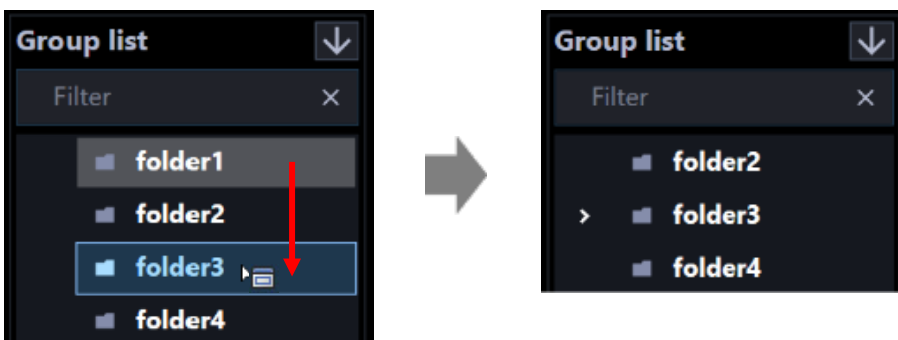 Group list
Filter
folder1
folder2
folder3
folder4
Group list
Filter
folder2
folder3
folder4